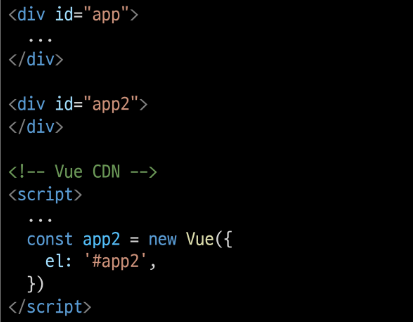 <div id="app">
  ...
</div>

<div id="app2">
</div>

<!-- Vue CDN -->
<script>
  ...
  const app2 = new Vue({
    el: '#app2',
  })
</script>